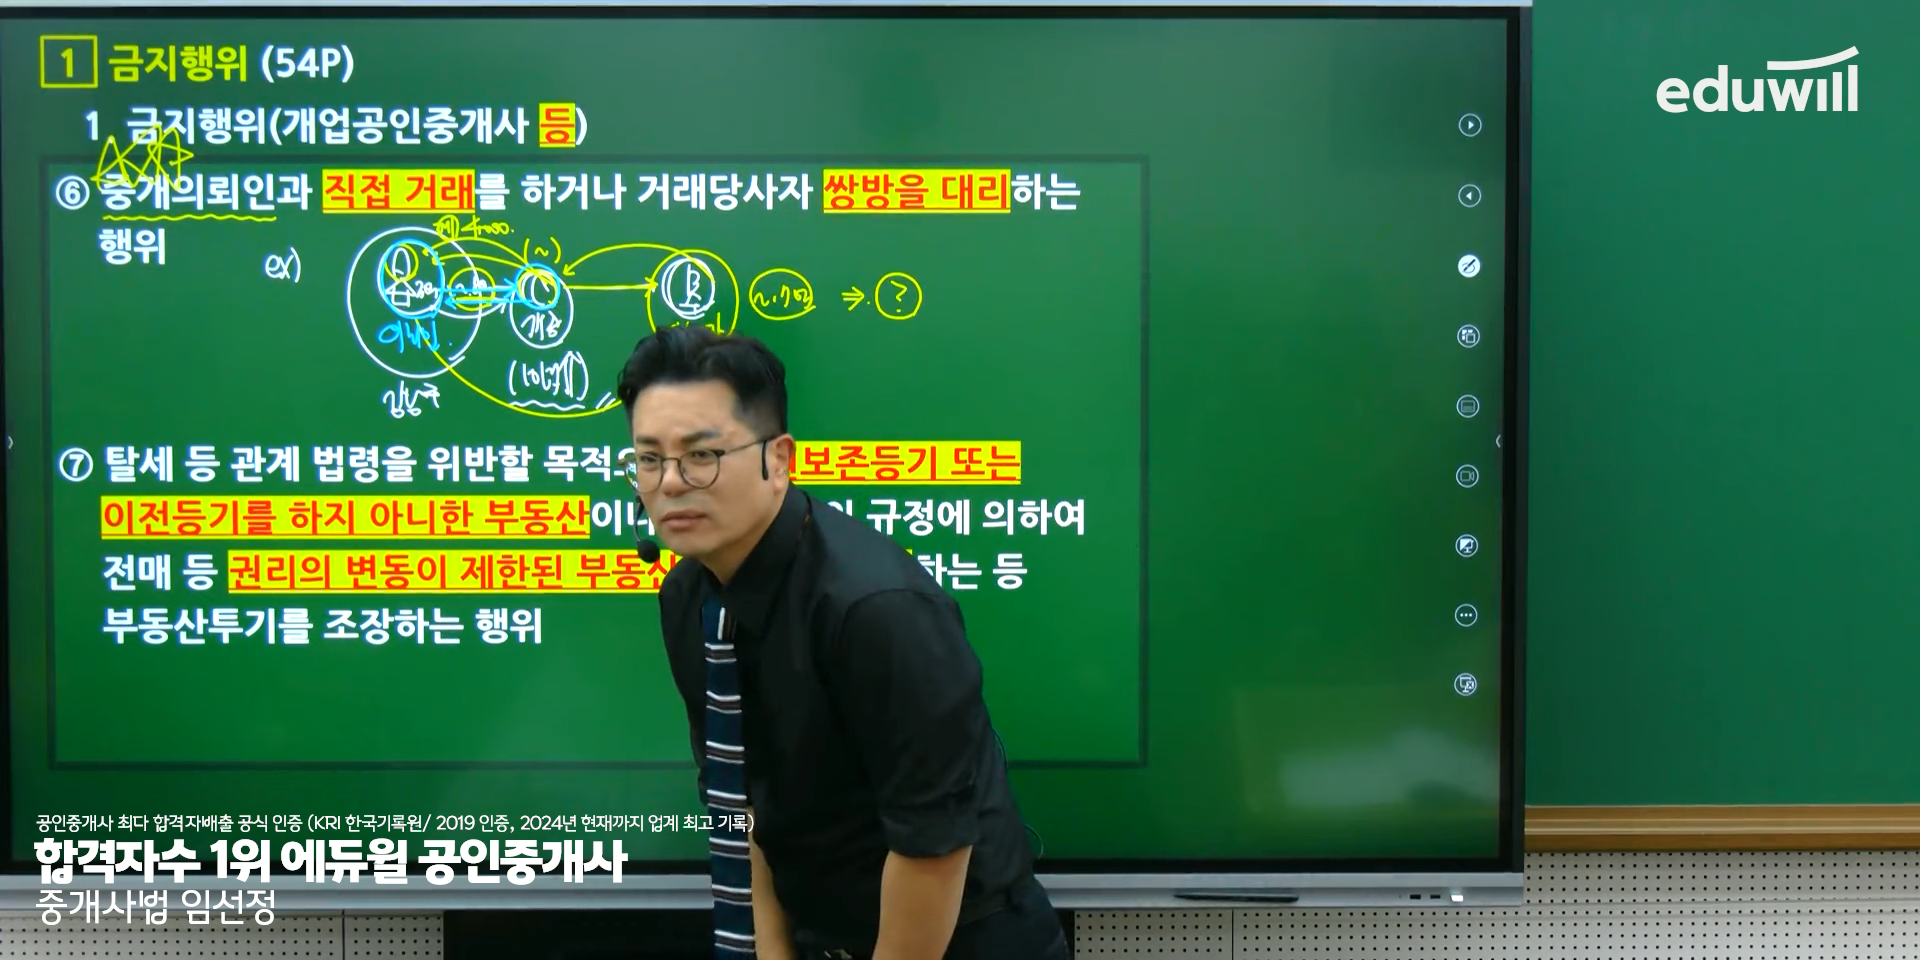 eduwill
1 금지행위 (54P)
1. 금지행위(개업공인중개사 등)
⑥ 중개의뢰인과 직접 거래를 하거나 거래당사자 쌍방을 대리하는
행위
ex)
개공
강남구
?
⑦ 탈세 등 관계 법령을 위반할 목적으
보존등기 또는
이전등기를 하지 아니한 부동산이나 규정에 의하여
전매 등 권리의 변동이 제한된 부동산 하는 등
부동산투기를 조장하는 행위
공인중개사 최다 합격자배출 공식 인증 (KRI 한국기록원/ 2019 인증, 2024년 현재까지 업계 최고 기록)
합격자수 1위 에듀윌 공인중개사
중개사법 임선정